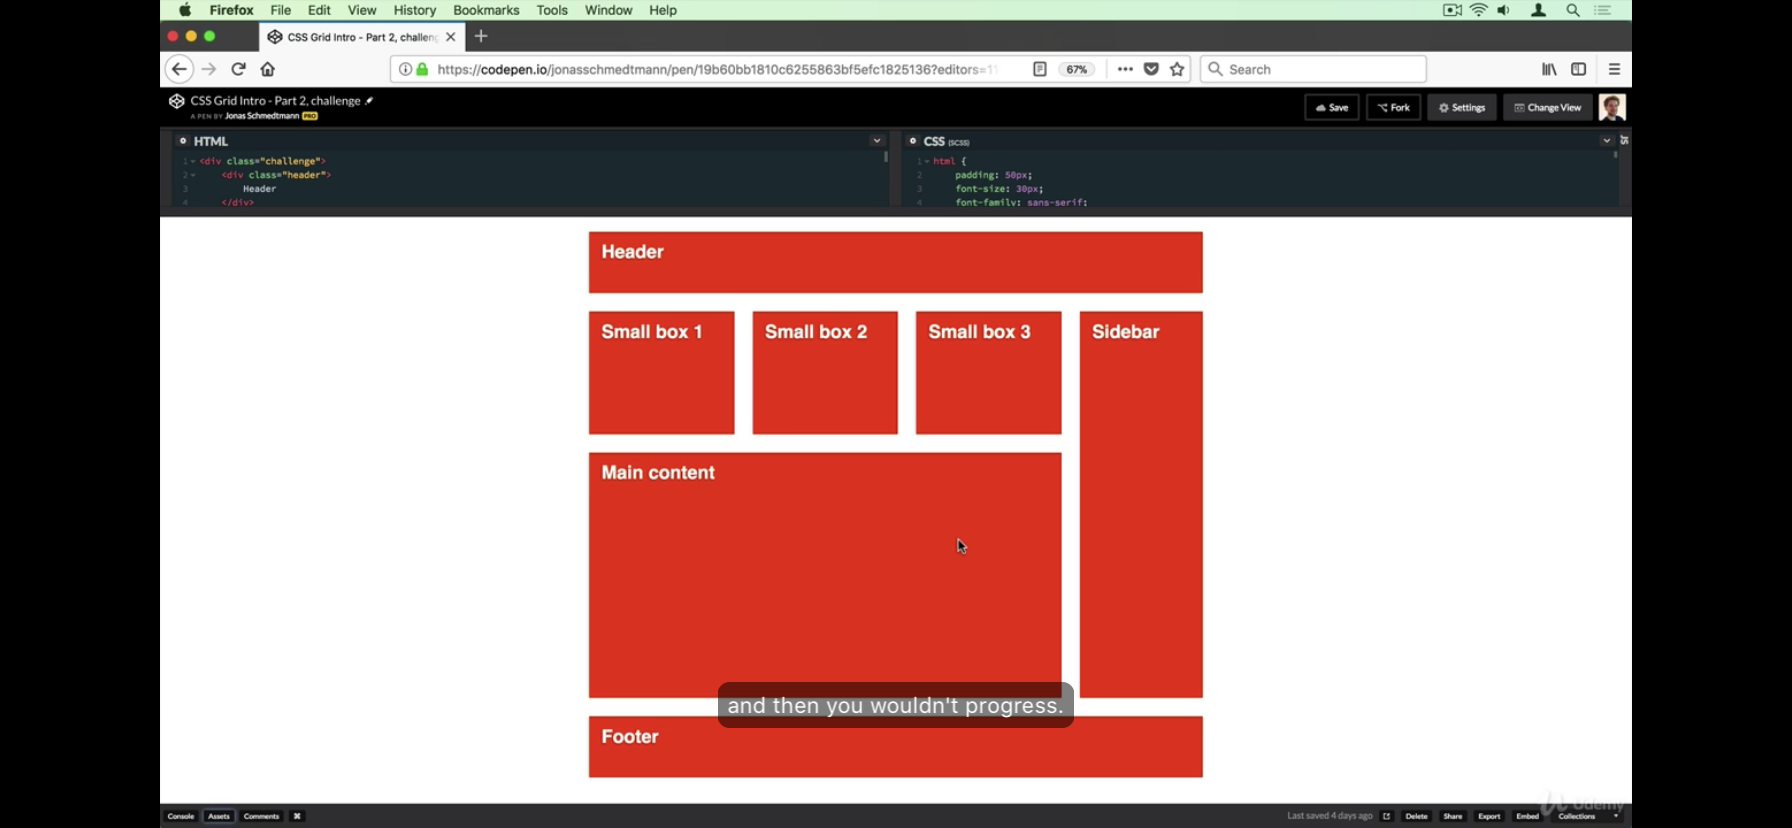 Firefox File Edit View History Bookmarks Tools Window Help
CSS Grid Intro - Part 2, challeng
https://codepen.io/jonasschmedtmann/pen/19b60bb1810c6255863bf5efc1825136?editors=11
67%
Search
CSS Grid Intro - Part 2, challenge
A PEN BY Jonas Schmedtmann PRO
Save Fork Settings Change View
HTML
1 <div class="challenge">
2 <div class="header">
3 Header
4 </div>
CSS (SCSS)
1 html {
2 padding: 50px;
3 font-size: 30px;
4 font-family: sans-serif;
JS
Header
Small box 1
Small box 2
Small box 3
Sidebar
Main content
and then you wouldn't progress.
Footer
Udemy
Console Assets Comments ⌘
Last saved 4 days ago Delete Share Export Embed Collections